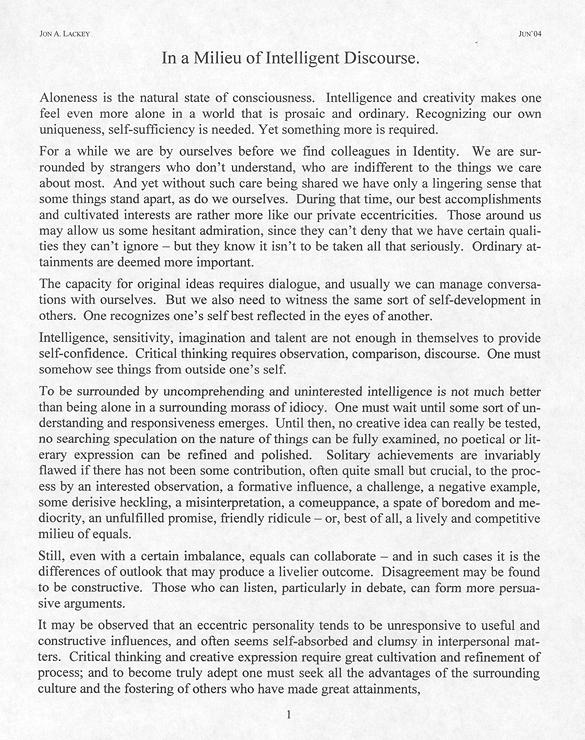 JON A. LACKEY JUN'04
In a Milieu of Intelligent Discourse.
Aloneness is the natural state of consciousness. Intelligence and creativity makes one
feel even more alone in a world that is prosaic and ordinary. Recognizing our own
uniqueness, self-sufficiency is needed. Yet something more is required.
For a while we are by ourselves before we find colleagues in Identity. We are sur-
rounded by strangers who don't understand, who are indifferent to the things we care
about most. And yet without such care being shared we have only a lingering sense that
some things stand apart, as do we ourselves. During that time, our best accomplishments
and cultivated interests are rather more like our private eccentricities. Those around us
may allow us some hesitant admiration, since they can't deny that we have certain quali-
ties they can't ignore – but they know it isn't to be taken all that seriously. Ordinary at-
tainments are deemed more important.
The capacity for original ideas requires dialogue, and usually we can manage conversa-
tions with ourselves. But we also need to witness the same sort of self-development in
others. One recognizes one's self best reflected in the eyes of another.
Intelligence, sensitivity, imagination and talent are not enough in themselves to provide
self-confidence. Critical thinking requires observation, comparison, discourse. One must
somehow see things from outside one's self.
To be surrounded by uncomprehending and uninterested intelligence is not much better
than being alone in a surrounding morass of idiocy. One must wait until some sort of un-
derstanding and responsiveness emerges. Until then, no creative idea can really be tested,
no searching speculation on the nature of things can be fully examined, no poetical or lit-
erary expression can be refined and polished. Solitary achievements are invariably
flawed if there has not been some contribution, often quite small but crucial, to the proc-
ess by an interested observation, a formative influence, a challenge, a negative example,
some derisive heckling, a misinterpretation, a comeuppance, a spate of boredom and me-
diocrity, an unfulfilled promise, friendly ridicule – or, best of all, a lively and competitive
milieu of equals.
Still, even with a certain imbalance, equals can collaborate – and in such cases it is the
differences of outlook that may produce a livelier outcome. Disagreement may be found
to be constructive. Those who can listen, particularly in debate, can form more persua-
sive arguments.
It may be observed that an eccentric personality tends to be unresponsive to useful and
constructive influences, and often seems self-absorbed and clumsy in interpersonal mat-
ters. Critical thinking and creative expression require great cultivation and refinement of
process; and to become truly adept one must seek all the advantages of the surrounding
culture and the fostering of others who have made great attainments,
1